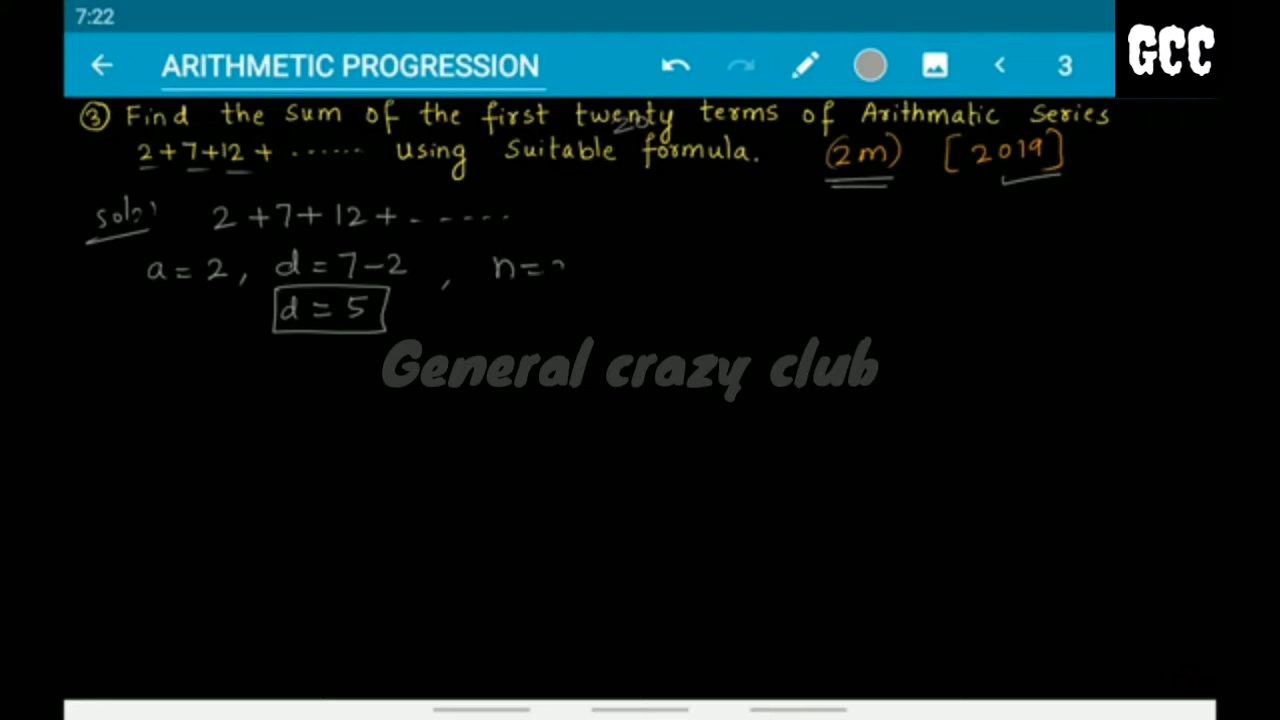 7:22
ARITHMETIC PROGRESSION
3
GCC
③ Find the sum of the first twenty terms of Arithmatic series
20
2+7+12+ ...... using suitable formula. (2m) [2019]
2+7+12+------
a = 2, d = 7-2, n=
d = 5
General crazy club